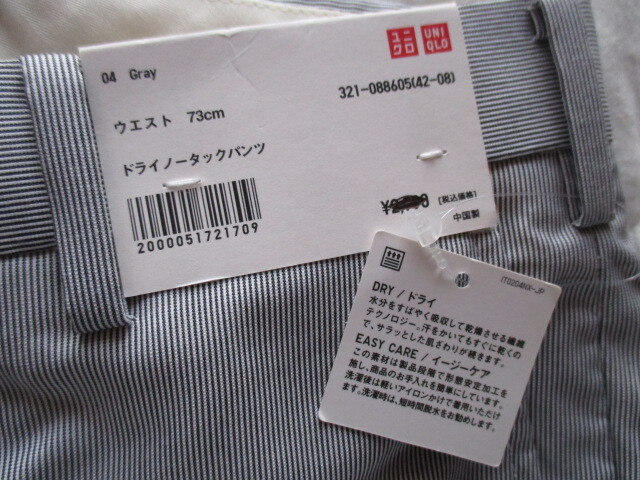 04 Gray
ユニ
クロ
UNI
QLO
321-088605(42-08)
ウエスト 73cm
ドライノータックパンツ
2000051721709
¥
[税込価格]
中国製
IT0204NX-JP
DRY / ドライ
水分をすばやく吸収して乾燥させる繊維
テクノロジー。汗をかいてもすぐに乾くの
で、サラッとした肌ざわりが続きます。
EASY CARE / イージーケア
この素材は製品段階で形態安定加工を
施し、商品のお手入れを簡単にしています。
洗濯後は軽いアイロンかけで着用いただけ
ます。洗濯時は、短時間脱水をお勧めします。